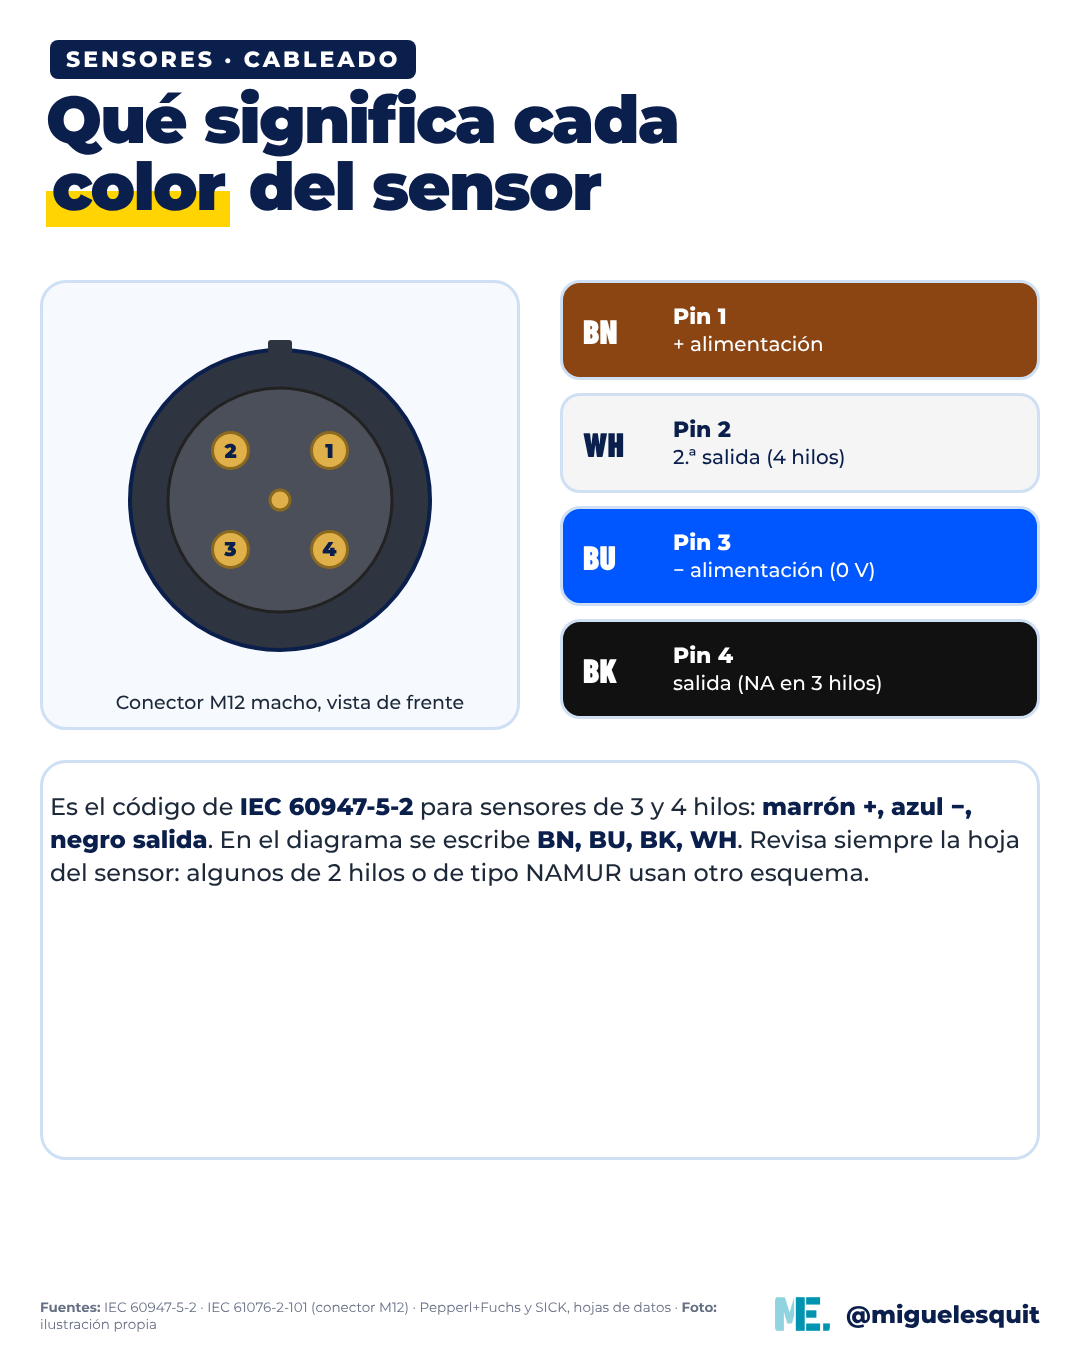 SENSORES · CABLEADO
Qué significa cada
color del sensor
2
1
3
4
Conector M12 macho, vista de frente
BN
Pin 1
+ alimentación
WH
Pin 2
2.ª salida (4 hilos)
BU
Pin 3
− alimentación (0 V)
BK
Pin 4
salida (NA en 3 hilos)
Es el código de IEC 60947-5-2 para sensores de 3 y 4 hilos: marrón +, azul −,
negro salida. En el diagrama se escribe BN, BU, BK, WH. Revisa siempre la hoja
del sensor: algunos de 2 hilos o de tipo NAMUR usan otro esquema.
Fuentes: IEC 60947-5-2 · IEC 61076-2-101 (conector M12) · Pepperl+Fuchs y SICK, hojas de datos · Foto:
ilustración propia
ME.
@miguelesquit